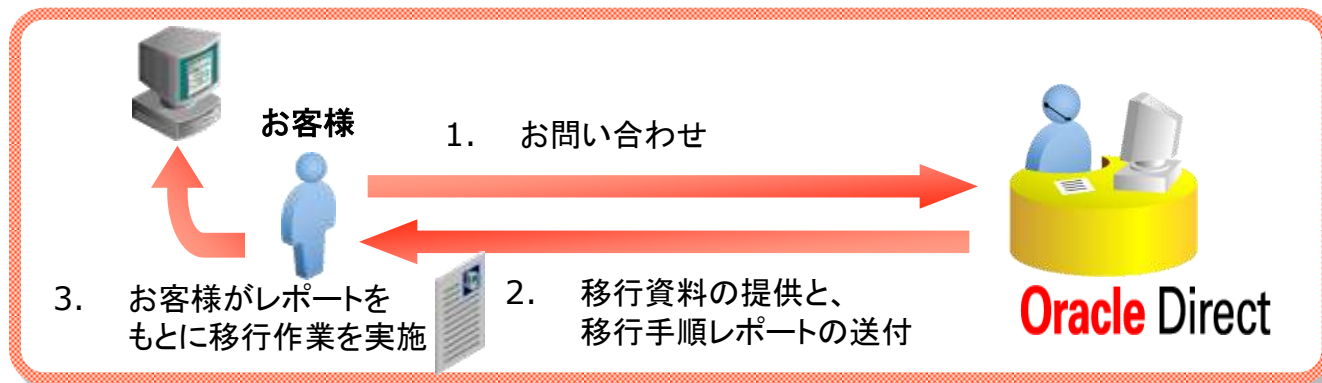 お客様
1. お問い合わせ
2. 移行資料の提供と、
移行手順レポートの送付
3. お客様がレポートを
もとに移行作業を実施
Oracle Direct